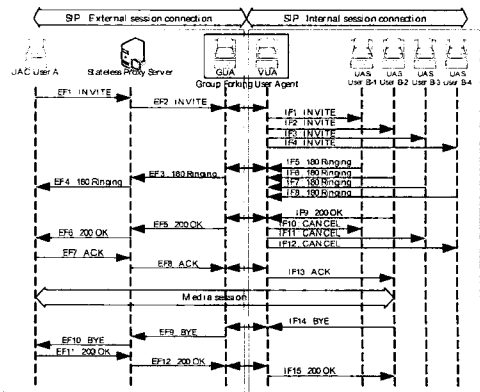 SIP External session connection
SIP Internal session connection
UAC User A
Stateless Proxy Server
GUA
VUA
Group Forking User Agent
UAS User B-1
UAS User B-2
UAS User B-3
UAS User B-4
EF1 INVITE
EF2 INVITE
IF1 INVITE
IF2 INVITE
IF3 INVITE
IF4 INVITE
IF5 180 Ringing
EF3 180 Ringing
IF6 180 Ringing
EF4 180 Ringing
IF7 180 Ringing
IF8 180 Ringing
IF9 200 OK
EF5 200 OK
IF10 CANCEL
EF6 200 OK
IF11 CANCEL
IF12 CANCEL
EF7 ACK
EF8 ACK
IF13 ACK
Media session
IF14 BYE
EF9 BYE
EF10 BYE
EF11 200 OK
EF12 200 OK
IF15 200 OK